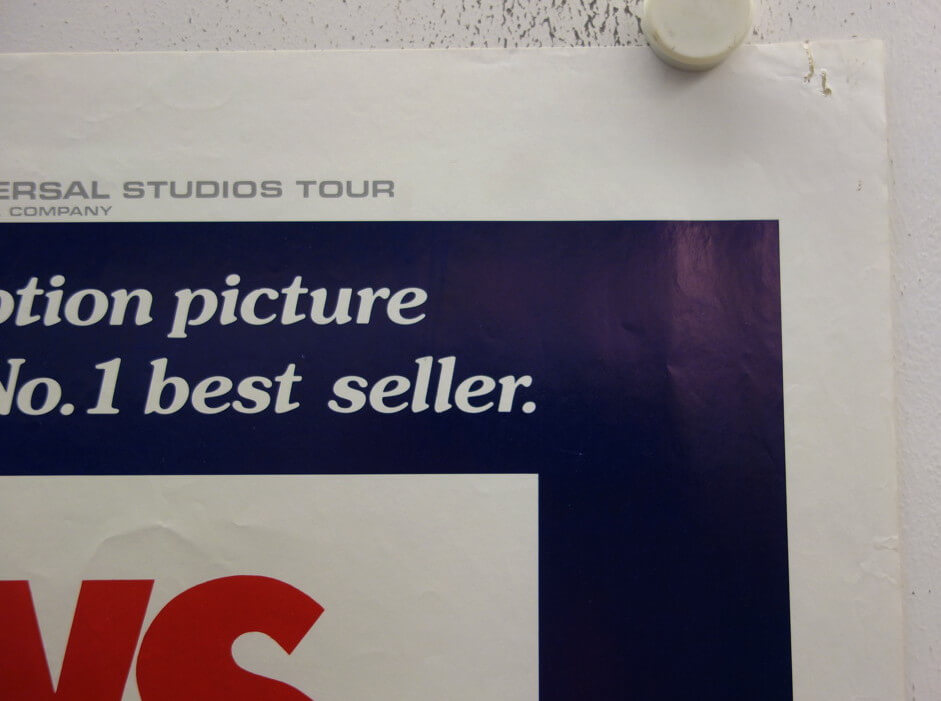 ERSAL STUDIOS TOUR
COMPANY
otion picture
No.1 best seller.
WS